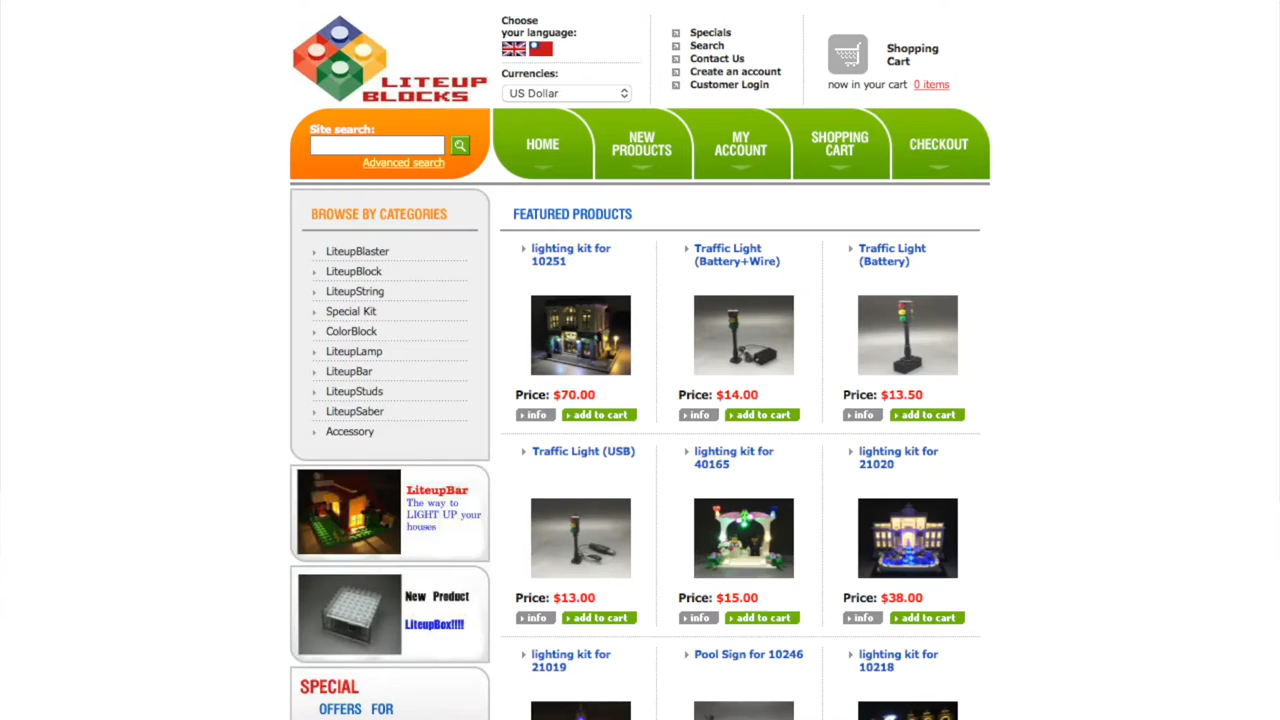 LITEUP
BLOCKS
Choose
your language:
Currencies:
US Dollar
Specials
Search
Contact Us
Create an account
Customer Login
Shopping
Cart
now in your cart 0 items
Site search:
Advanced search
HOME
NEW
PRODUCTS
MY
ACCOUNT
SHOPPING
CART
CHECKOUT
BROWSE BY CATEGORIES
LiteupBlaster
LiteupBlock
LiteupString
Special Kit
ColorBlock
LiteupLamp
LiteupBar
LiteupStuds
LiteupSaber
Accessory
LiteupBar
The way to
LIGHT UP your
houses
New Product
LiteupBox!!!!
SPECIAL
OFFERS FOR
FEATURED PRODUCTS
lighting kit for
10251
Price: $70.00
info
add to cart
Traffic Light
(Battery+Wire)
Price: $14.00
info
add to cart
Traffic Light
(Battery)
Price: $13.50
info
add to cart
Traffic Light (USB)
Price: $13.00
info
add to cart
lighting kit for
40165
Price: $15.00
info
add to cart
lighting kit for
21020
Price: $38.00
info
add to cart
lighting kit for
21019
Pool Sign for 10246
lighting kit for
10218